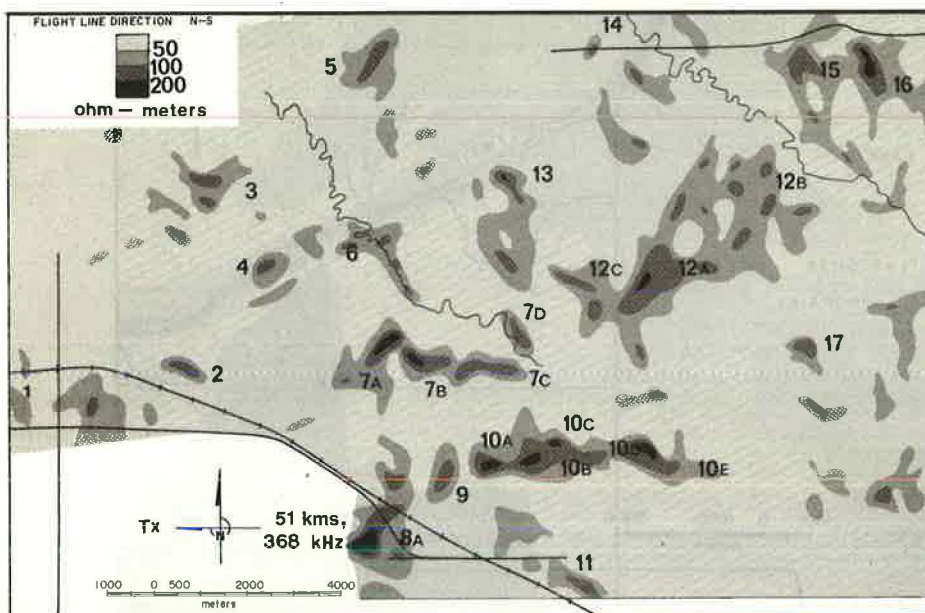 FLIGHT LINE DIRECTION N-S
50
100
200
ohm – meters
14
5
15
16
3
13
12B
6
4
12C
12A
7D
17
1
2
7A
7B
7C
10C
10A
10D
10B
10E
9
Tx
N
51 kms,
368 kHz
8A
11
1000 0 500 2000 4000
meters